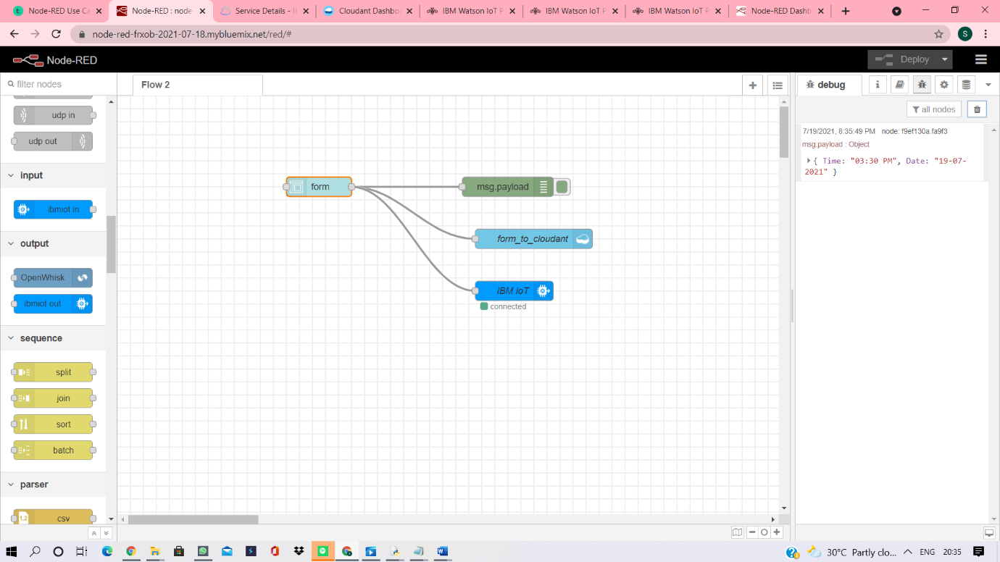 Node-RED Use Ca
Node-RED : node
Service Details - IE
Cloudant Dashbo
IBM Watson IoT P
IBM Watson IoT P
IBM Watson IoT P
Node-RED Dashb
node-red-frxob-2021-07-18.mybluemix.net/red/#
S
Node-RED
Deploy
filter nodes
Flow 2
debug
udp in
udp out
input
ibmiot in
output
OpenWhisk
ibmiot out
sequence
split
join
sort
batch
parser
csv
form
msg.payload
form_to_cloudant
IBM IoT
connected
all nodes
7/19/2021, 8:35:49 PM node: f9ef130a.fa9f3
msg.payload : Object
{ Time: "03:30 PM", Date: "19-07-
2021" }
30°C Partly clo... ENG 20:35